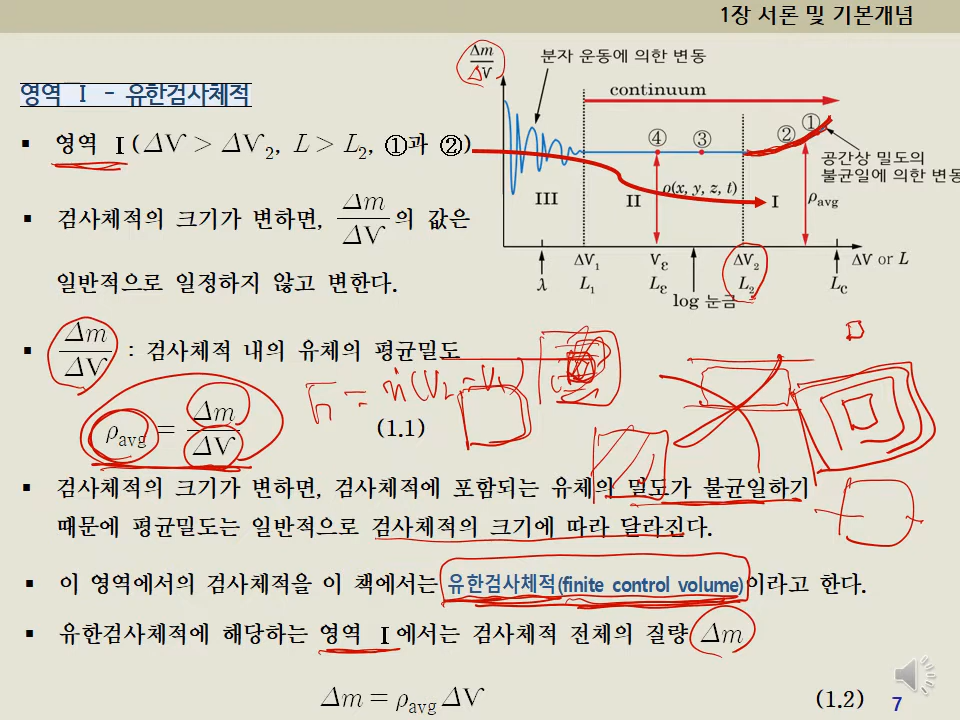 1장 서론 및 기본개념
영역 Ⅰ - 유한검사체적
▪ 영역 Ⅰ (ΔV > ΔV₂, L > L₂, ①과 ②)
▪ 검사체적의 크기가 변하면, Δm/ΔV 의 값은
일반적으로 일정하지 않고 변한다.
▪ Δm/ΔV : 검사체적 내의 유체의 평균밀도
ρavg = Δm/ΔV (1.1)
▪ 검사체적의 크기가 변하면, 검사체적에 포함되는 유체의 밀도가 불균일하기
때문에 평균밀도는 일반적으로 검사체적의 크기에 따라 달라진다.
▪ 이 영역에서의 검사체적을 이 책에서는 유한검사체적(finite control volume)이라고 한다.
▪ 유한검사체적에 해당하는 영역 Ⅰ에서는 검사체적 전체의 질량 Δm
Δm = ρavg ΔV (1.2)
7
Δm/ΔV
분자 운동에 의한 변동
continuum
④ ③ ② ①
공간상 밀도의
불균일에 의한 변동
III II ρ(x, y, z, t) I ρavg
ΔV₁ Vε ΔV₂ ΔV or L
λ L₁ Lε L₂ Lc
log 눈금